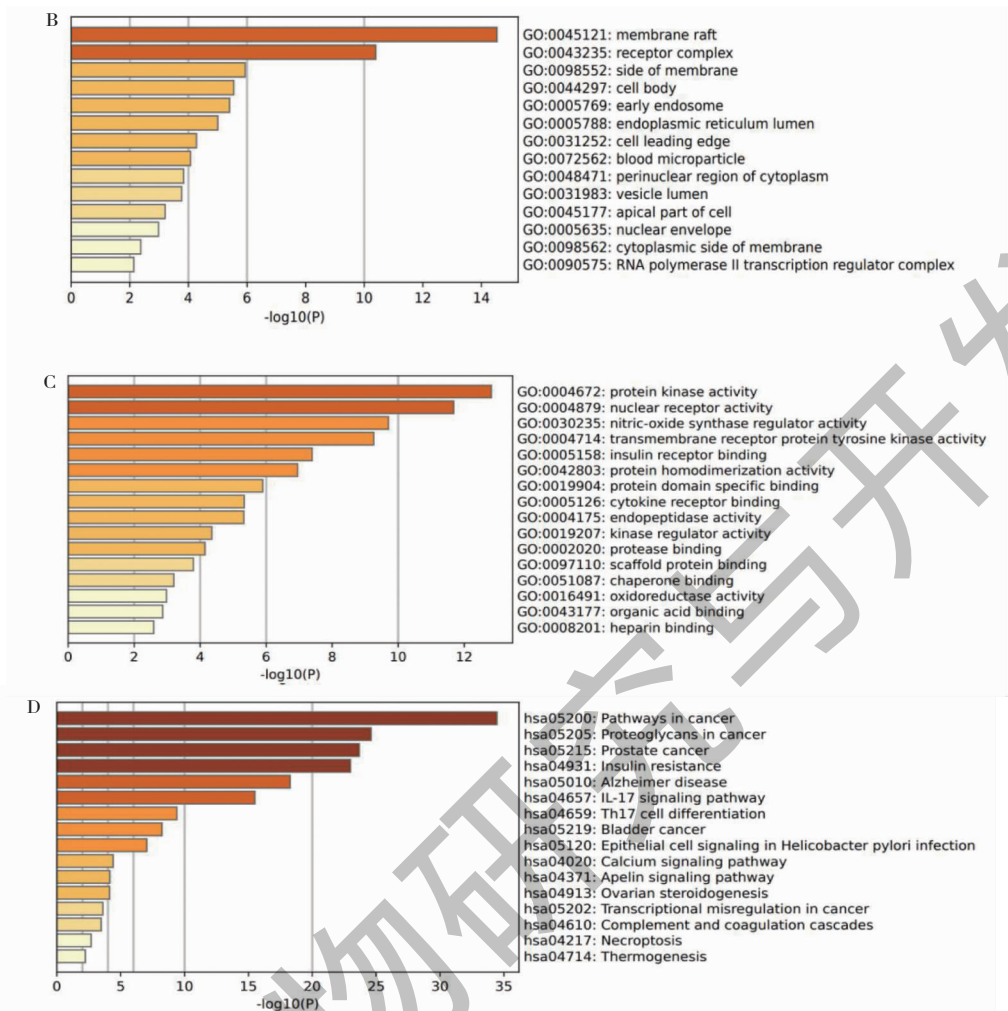 B
GO:0045121: membrane raft
GO:0043235: receptor complex
GO:0098552: side of membrane
GO:0044297: cell body
GO:0005769: early endosome
GO:0005788: endoplasmic reticulum lumen
GO:0031252: cell leading edge
GO:0072562: blood microparticle
GO:0048471: perinuclear region of cytoplasm
GO:0031983: vesicle lumen
GO:0045177: apical part of cell
GO:0005635: nuclear envelope
GO:0098562: cytoplasmic side of membrane
GO:0090575: RNA polymerase II transcription regulator complex
0 2 4 6 8 10 12 14
-log10(P)
C
GO:0004672: protein kinase activity
GO:0004879: nuclear receptor activity
GO:0030235: nitric-oxide synthase regulator activity
GO:0004714: transmembrane receptor protein tyrosine kinase activity
GO:0005158: insulin receptor binding
GO:0042803: protein homodimerization activity
GO:0019904: protein domain specific binding
GO:0005126: cytokine receptor binding
GO:0004175: endopeptidase activity
GO:0019207: kinase regulator activity
GO:0002020: protease binding
GO:0097110: scaffold protein binding
GO:0051087: chaperone binding
GO:0016491: oxidoreductase activity
GO:0043177: organic acid binding
GO:0008201: heparin binding
0 2 4 6 8 10 12
-log10(P)
D
hsa05200: Pathways in cancer
hsa05205: Proteoglycans in cancer
hsa05215: Prostate cancer
hsa04931: Insulin resistance
hsa05010: Alzheimer disease
hsa04657: IL-17 signaling pathway
hsa04659: Th17 cell differentiation
hsa05219: Bladder cancer
hsa05120: Epithelial cell signaling in Helicobacter pylori infection
hsa04020: Calcium signaling pathway
hsa04371: Apelin signaling pathway
hsa04913: Ovarian steroidogenesis
hsa05202: Transcriptional misregulation in cancer
hsa04610: Complement and coagulation cascades
hsa04217: Necroptosis
hsa04714: Thermogenesis
0 5 10 15 20 25 30 35
-log10(P)
物研究与开